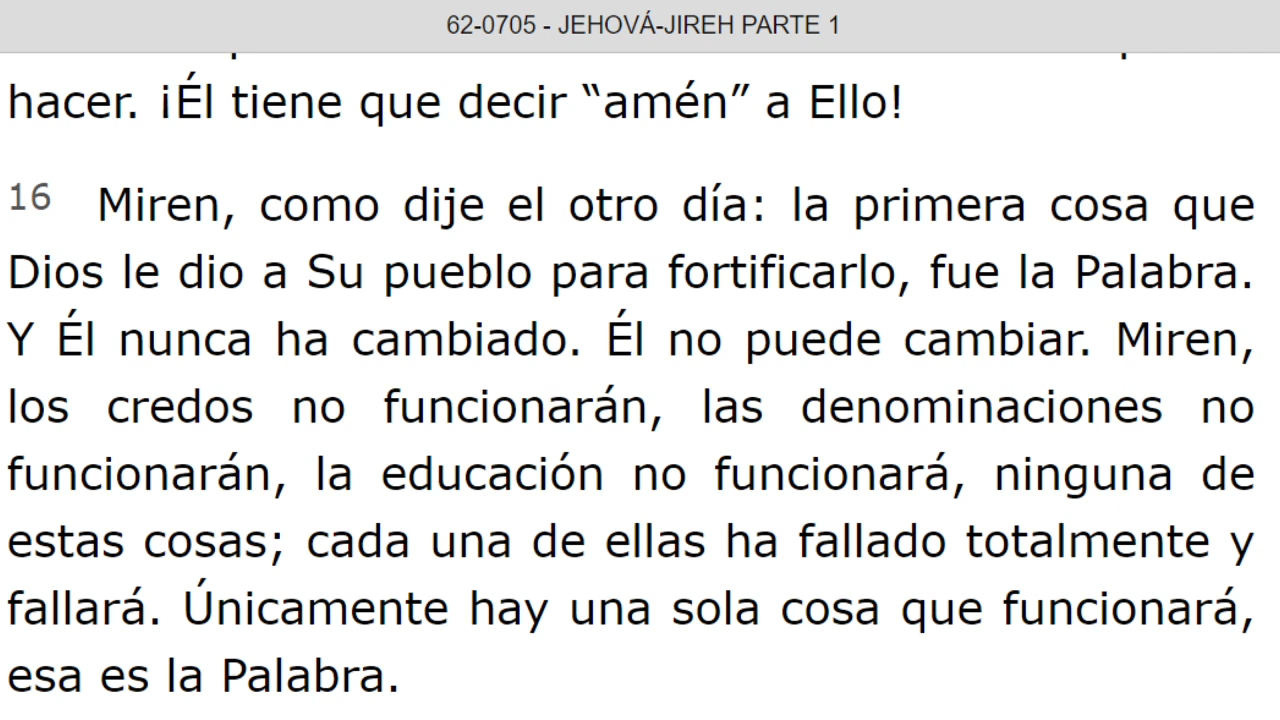 62-0705 - JEHOVÁ-JIREH PARTE 1
hacer. ¡Él tiene que decir “amén” a Ello!
16 Miren, como dije el otro día: la primera cosa que
Dios le dio a Su pueblo para fortificarlo, fue la Palabra.
Y Él nunca ha cambiado. Él no puede cambiar. Miren,
los credos no funcionarán, las denominaciones no
funcionarán, la educación no funcionará, ninguna de
estas cosas; cada una de ellas ha fallado totalmente y
fallará. Únicamente hay una sola cosa que funcionará,
esa es la Palabra.